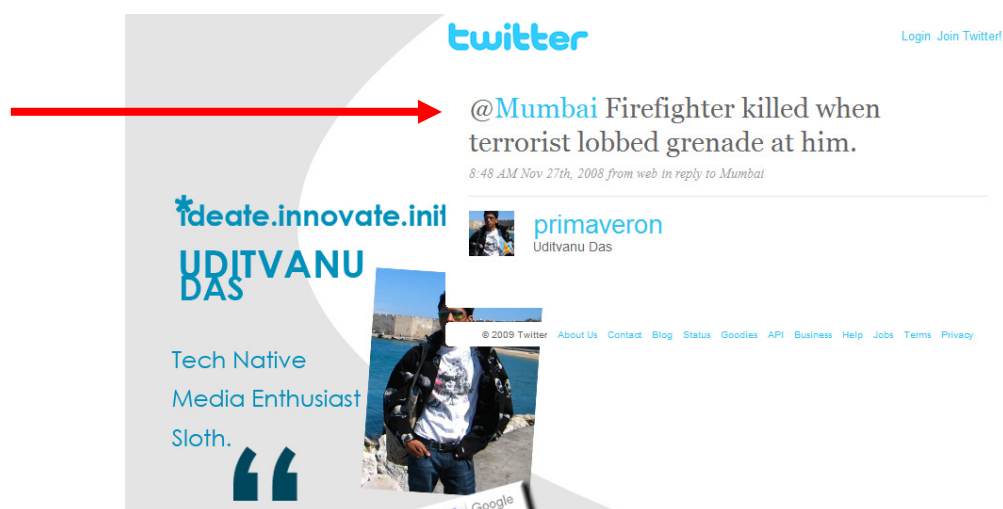 twitter
Login Join Twitter!
@Mumbai Firefighter killed when
terrorist lobbed grenade at him.
8:48 AM Nov 27th, 2008 from web in reply to Mumbai
primaveron
Uditvanu Das
© 2009 Twitter About Us Contact Blog Status Goodies API Business Help Jobs Terms Privacy
*ideate.innovate.init
UDITVANU
DAS
Tech Native
Media Enthusiast
Sloth.
“
Google